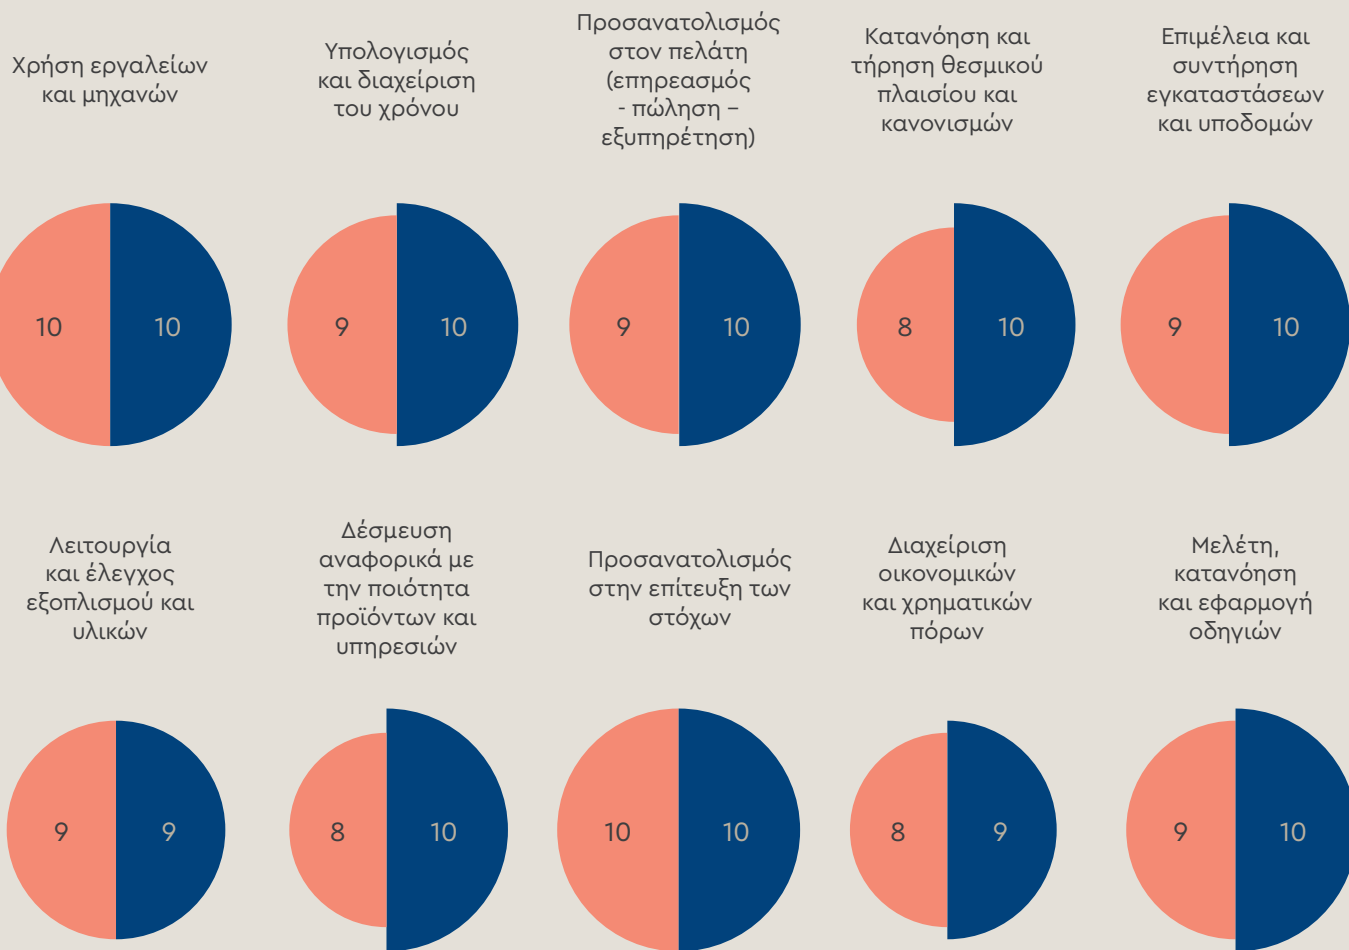 Χρήση εργαλείων
και μηχανών
Υπολογισμός
και διαχείριση
του χρόνου
Προσανατολισμός
στον πελάτη
(επηρεασμός
- πώληση –
εξυπηρέτηση)
Κατανόηση και
τήρηση θεσμικού
πλαισίου και
κανονισμών
Επιμέλεια και
συντήρηση
εγκαταστάσεων
και υποδομών
10 10
9 10
9 10
8 10
9 10
Λειτουργία
και έλεγχος
εξοπλισμού και
υλικών
Δέσμευση
αναφορικά με
την ποιότητα
προϊόντων και
υπηρεσιών
Προσανατολισμός
στην επίτευξη των
στόχων
Διαχείριση
οικονομικών
και χρηματικών
πόρων
Μελέτη,
κατανόηση
και εφαρμογή
οδηγιών
9 9
8 10
10 10
8 9
9 10